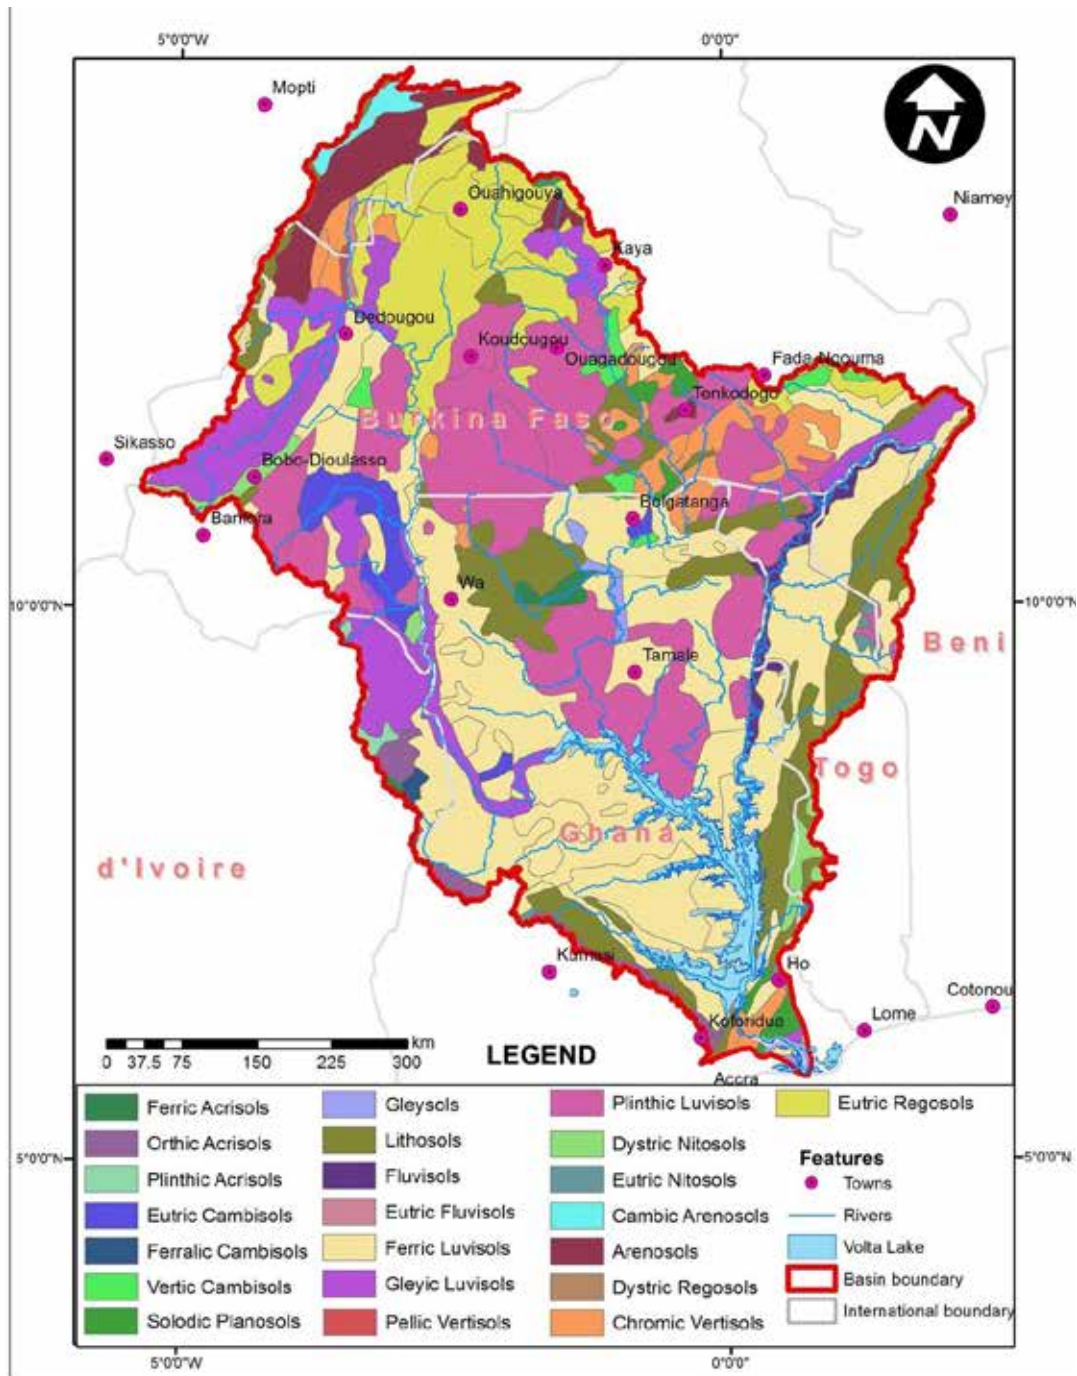 5°0'0"W 0°0'0"
Mopti
N
Ouahigouya
Niamey
Kaya
Dedougou
Koudougou
Ouagadougou
Fada-Ngourma
Tenkodogo
Burkina Faso
Sikasso
Bobo-Dioulasso
Bolgatanga
Banfora
10°0'0"N 10°0'0"N
Wa
Beni
Tamale
Togo
Ghana
d'Ivoire
Kumasi
Ho
Cotonou
Lome
Koforidua
km
0 37.5 75 150 225 300
LEGEND
Accra
Ferric Acrisols
Orthic Acrisols
Plinthic Acrisols
Eutric Cambisols
Ferralic Cambisols
Vertic Cambisols
Solodic Planosols
Gleysols
Lithosols
Fluvisols
Eutric Fluvisols
Ferric Luvisols
Gleyic Luvisols
Pellic Vertisols
Plinthic Luvisols
Dystric Nitosols
Eutric Nitosols
Cambic Arenosols
Arenosols
Dystric Regosols
Chromic Vertisols
Eutric Regosols
Features
Towns
Rivers
Volta Lake
Basin boundary
International boundary
5°0'0"N 5°0'0"N
5°0'0"W 0°0'0"